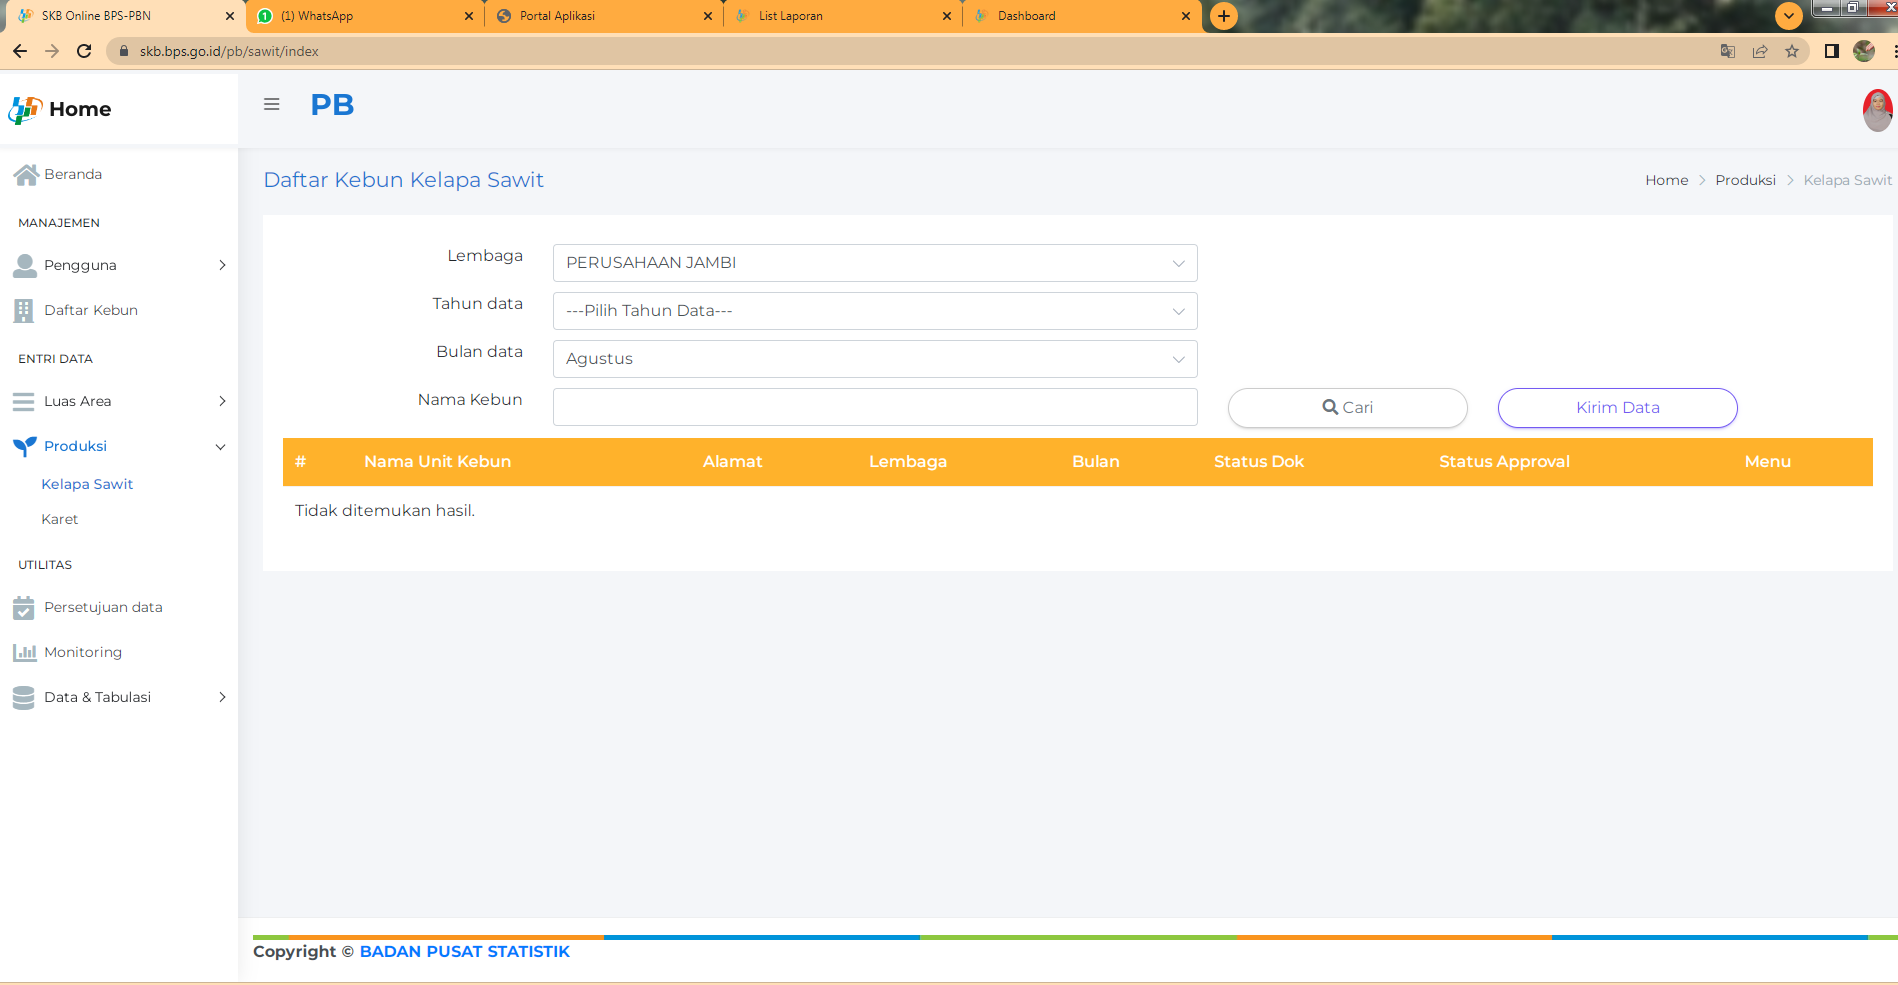 SKB Online BPS-PBN
(1) WhatsApp
Portal Aplikasi
List Laporan
Dashboard
skb.bps.go.id/pb/sawit/index
Home
PB
Beranda
MANAJEMEN
Pengguna
Daftar Kebun
ENTRI DATA
Luas Area
Produksi
Kelapa Sawit
Karet
UTILITAS
Persetujuan data
Monitoring
Data & Tabulasi
Daftar Kebun Kelapa Sawit
Home > Produksi > Kelapa Sawit
Lembaga PERUSAHAAN JAMBI
Tahun data ---Pilih Tahun Data---
Bulan data Agustus
Nama Kebun Cari Kirim Data
# Nama Unit Kebun Alamat Lembaga Bulan Status Dok Status Approval Menu
Tidak ditemukan hasil.
Copyright © BADAN PUSAT STATISTIK